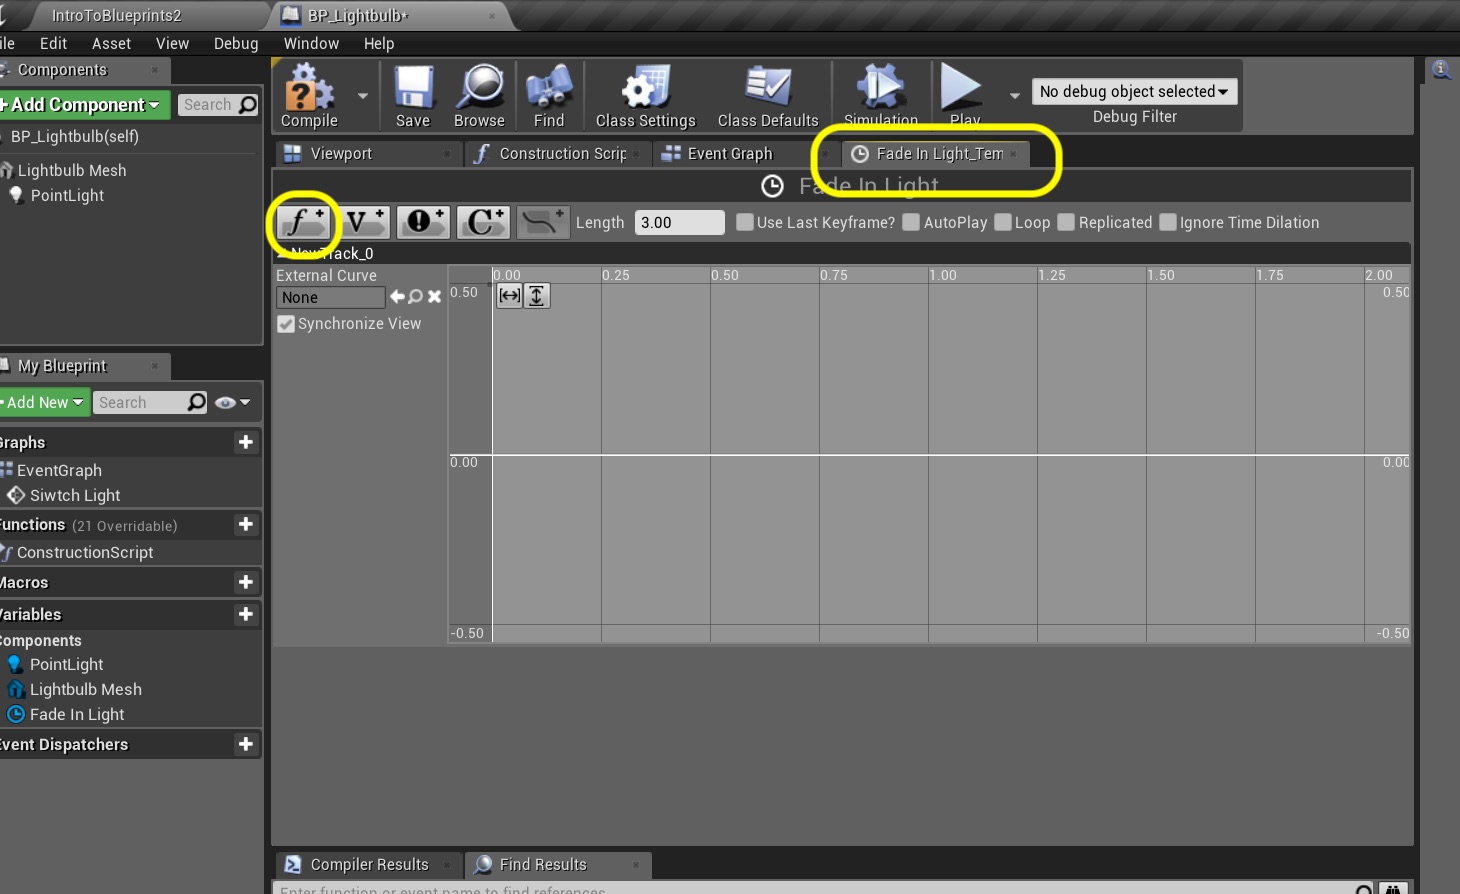 IntroToBlueprints2
BP_Lightbulb*
ile Edit Asset View Debug Window Help
Components
+Add Component
Search
BP_Lightbulb(self)
Lightbulb Mesh
PointLight
Compile
Save
Browse
Find
Class Settings
Class Defaults
Simulation
Play
No debug object selected
Debug Filter
Viewport
Construction Scrip
Event Graph
Fade In Light_Tem
Fade In Light
f+ V+ !+ C+ +
Length 3.00
Use Last Keyframe? AutoPlay Loop Replicated Ignore Time Dilation
NewTrack_0
External Curve
None
Synchronize View
0.00 0.25 0.50 0.75 1.00 1.25 1.50 1.75 2.00
0.50 0.50
0.00 0.00
-0.50 -0.50
My Blueprint
+Add New
Search
Graphs
EventGraph
Siwtch Light
Functions (21 Overridable)
ConstructionScript
Macros
Variables
Components
PointLight
Lightbulb Mesh
Fade In Light
Event Dispatchers
Compiler Results
Find Results
Enter function or event name to find references...